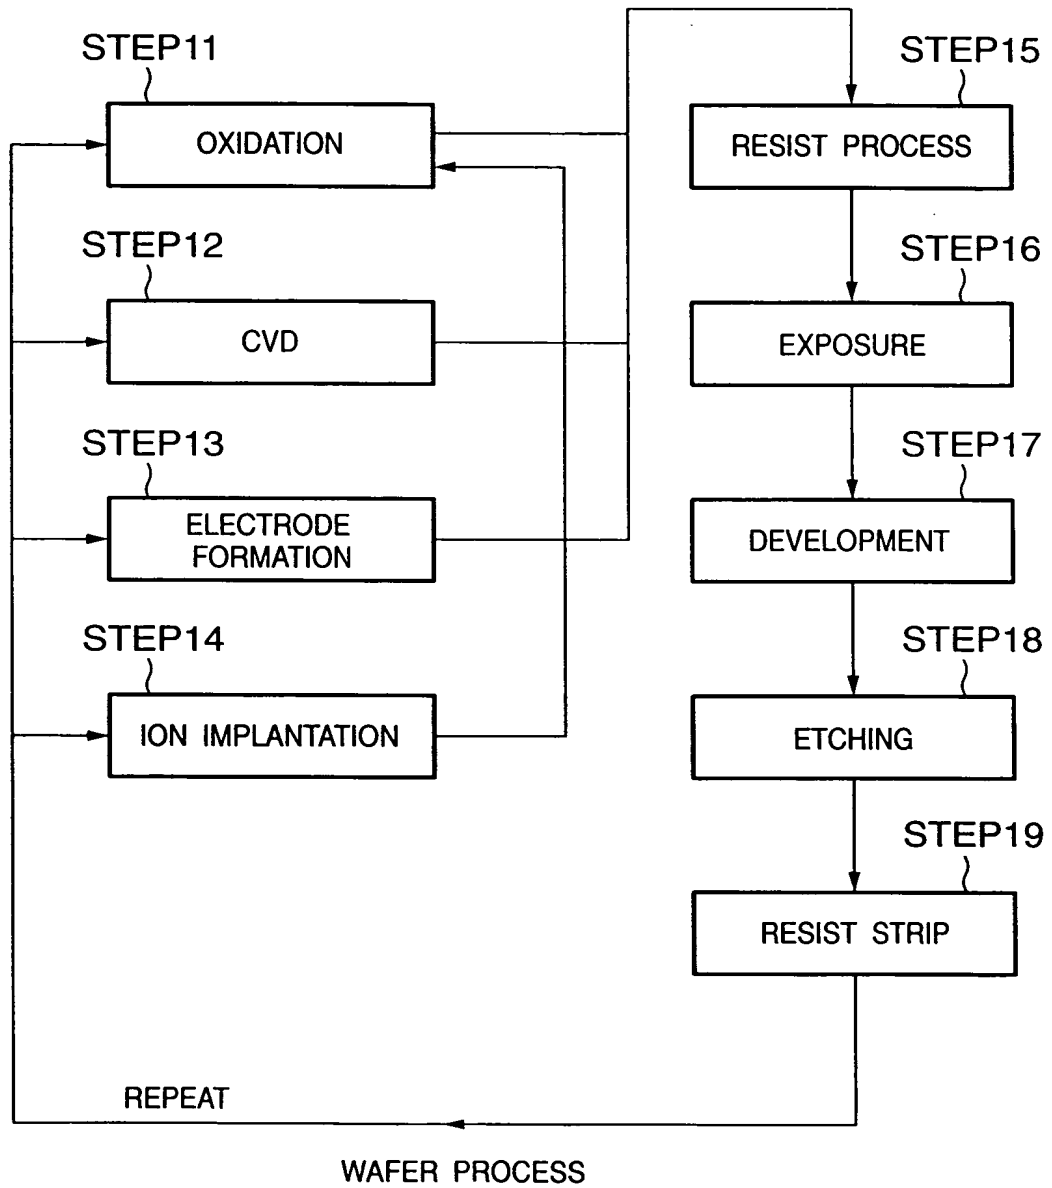 STEP11
OXIDATION
STEP12
CVD
STEP13
ELECTRODE
FORMATION
STEP14
ION IMPLANTATION
STEP15
RESIST PROCESS
STEP16
EXPOSURE
STEP17
DEVELOPMENT
STEP18
ETCHING
STEP19
RESIST STRIP
REPEAT
WAFER PROCESS